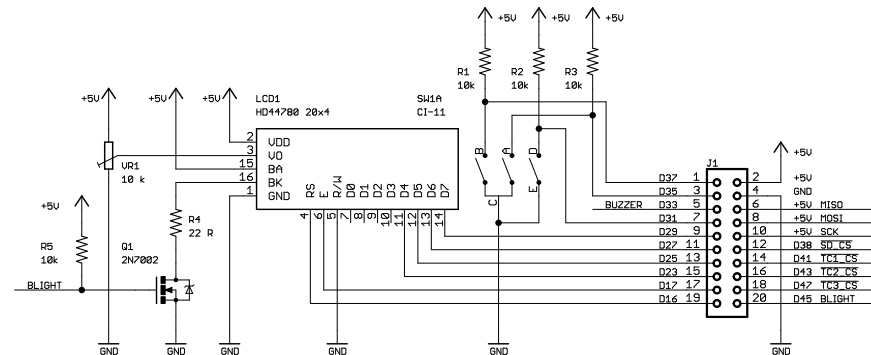 +5V +5V +5V
R1 R2 R3
10k 10k 10k
+5V +5V +5V
LCD1 SW1A
HD44780 20x4 CI-11
+5V
2 VDD
3 VO
15 BA
16 BK
1 GND
RS E R/W D0 D1 D2 D3 D4 D5 D6 D7
4 6 5 7 8 9 10 11 12 13 14
VR1
10 k
B A D
C E
+5V
R5
10k
R4
22 R
Q1
2N7002
BLIGHT
J1
D37 1 2 +5V
D35 3 4 GND
BUZZER D33 5 6 +5V MISO
D31 7 8 +5V MOSI
D29 9 10 +5V SCK
D27 11 12 D38 SD_CS
D25 13 14 D41 TC1_CS
D23 15 16 D43 TC2_CS
D17 17 18 D47 TC3_CS
D16 19 20 D45 BLIGHT
GND GND GND GND GND GND